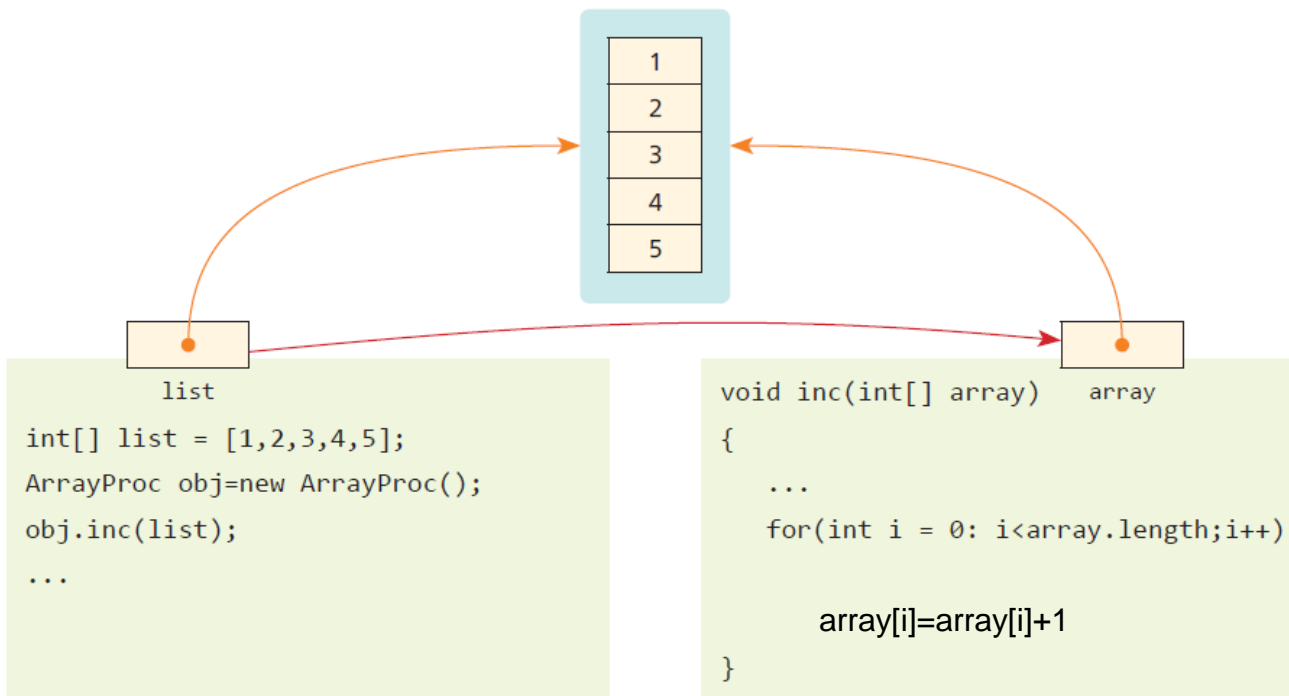 1
2
3
4
5
list
int[] list = [1,2,3,4,5];
ArrayProc obj=new ArrayProc();
obj.inc(list);
...
array
void inc(int[] array)
{
...
for(int i = 0: i<array.length;i++)
array[i]=array[i]+1
}